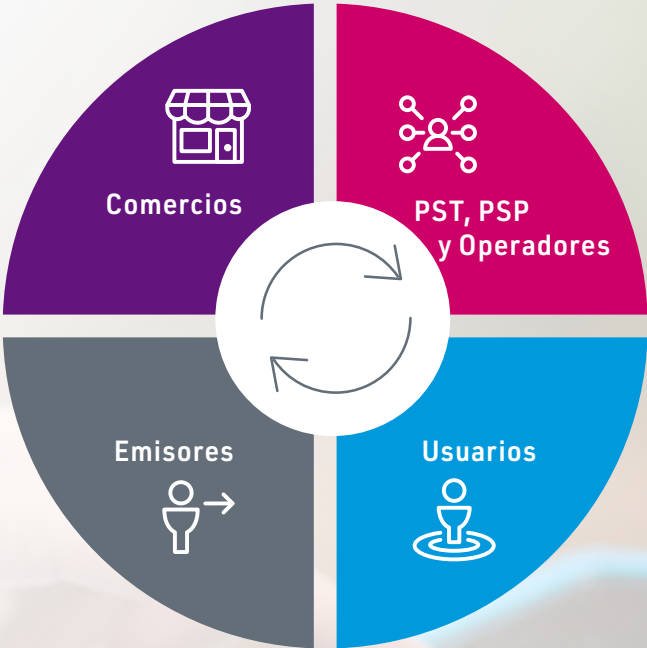 Comercios
PST, PSP
y Operadores
Emisores
Usuarios